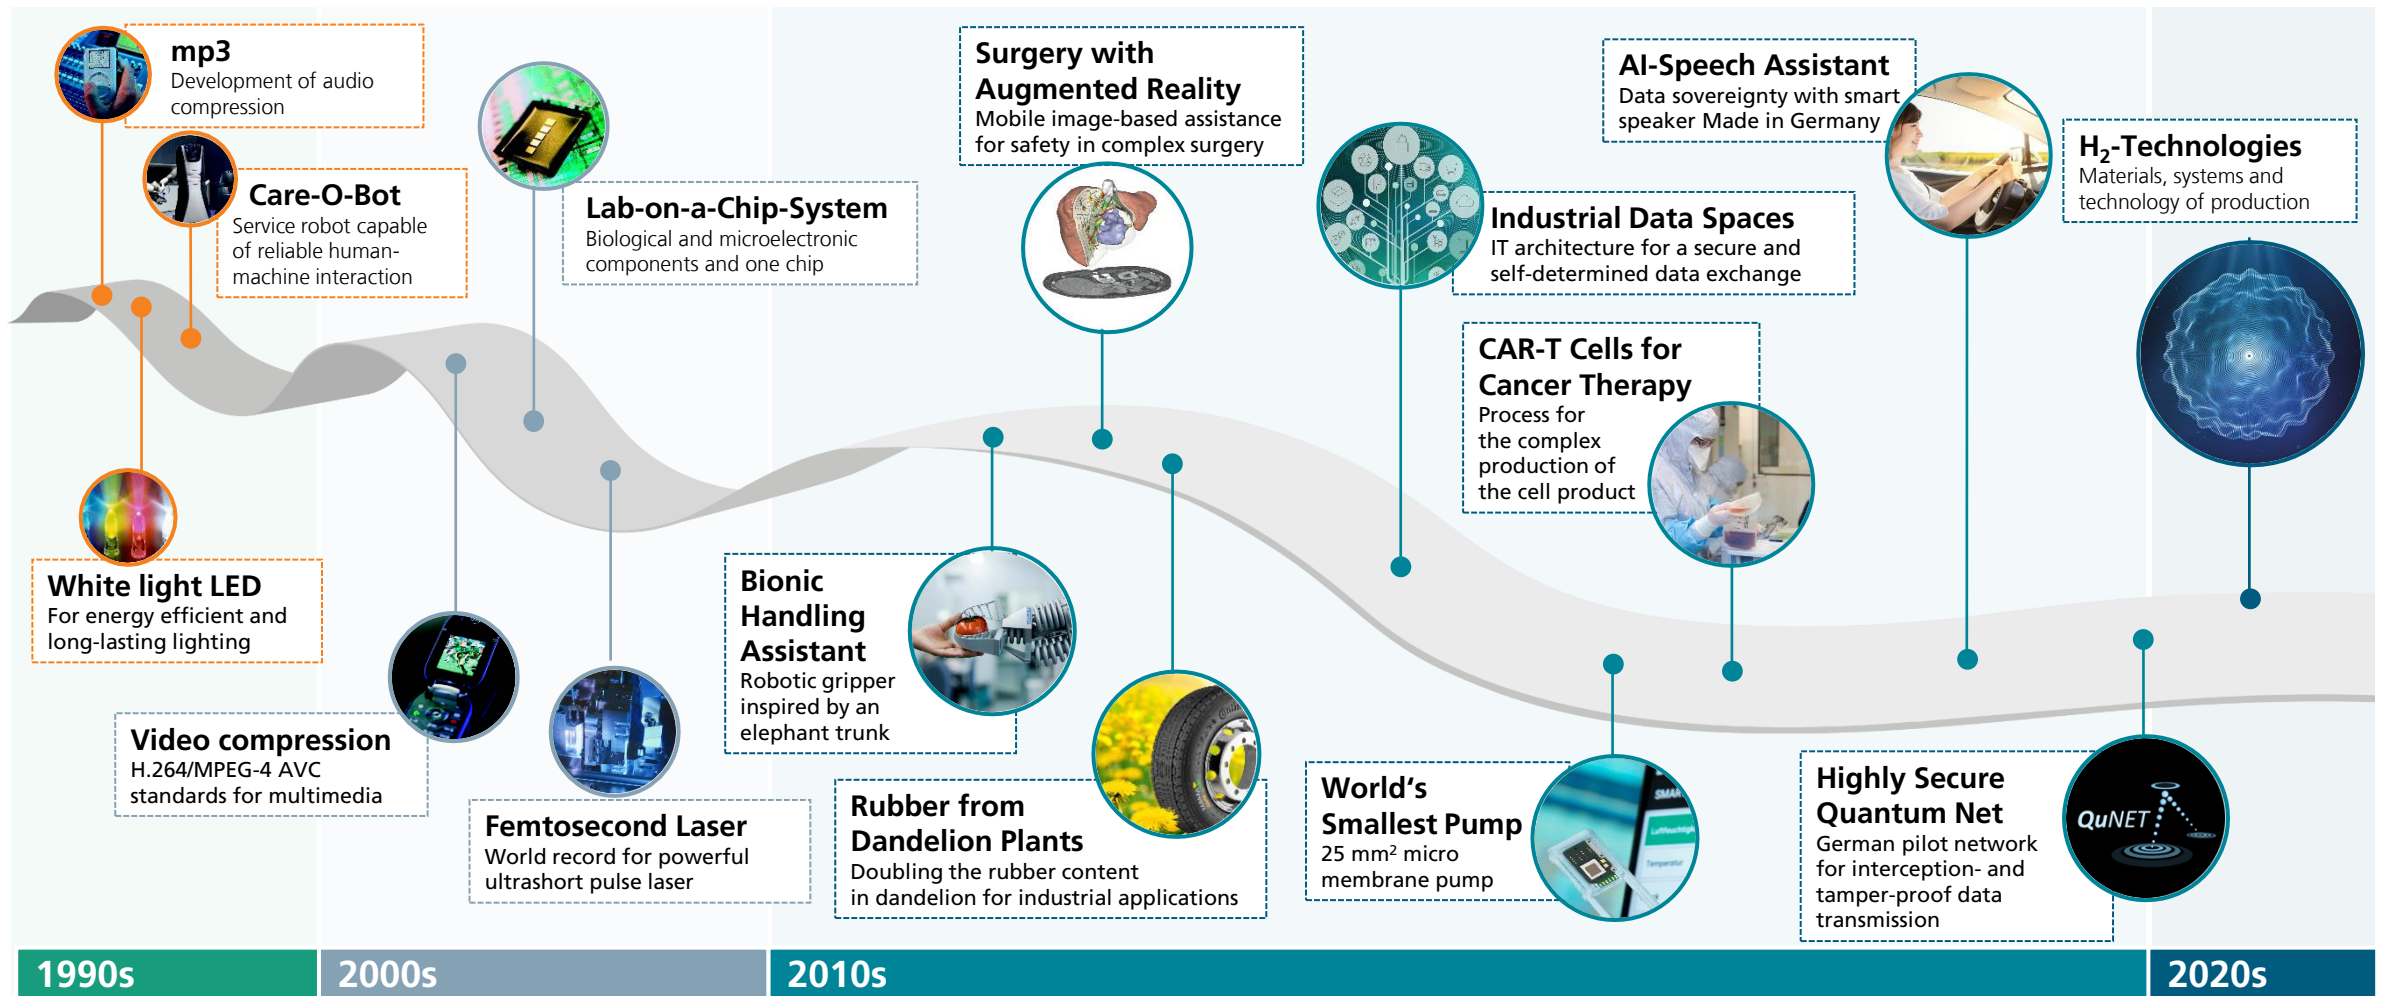 mp3
Development of audio
compression
Care-O-Bot
Service robot capable
of reliable human-
machine interaction
White light LED
For energy efficient and
long-lasting lighting
Lab-on-a-Chip-System
Biological and microelectronic
components and one chip
Video compression
H.264/MPEG-4 AVC
standards for multimedia
Femtosecond Laser
World record for powerful
ultrashort pulse laser
Surgery with
Augmented Reality
Mobile image-based assistance
for safety in complex surgery
Bionic
Handling
Assistant
Robotic gripper
inspired by an
elephant trunk
Rubber from
Dandelion Plants
Doubling the rubber content
in dandelion for industrial applications
Industrial Data Spaces
IT architecture for a secure and
self-determined data exchange
CAR-T Cells for
Cancer Therapy
Process for
the complex
production of
the cell product
World‘s
Smallest Pump
25 mm² micro
membrane pump
SMAR
Luftfeuchtig
Temperatur
AI-Speech Assistant
Data sovereignty with smart
speaker Made in Germany
Highly Secure
Quantum Net
German pilot network
for interception- and
tamper-proof data
transmission
QuNET
H₂-Technologies
Materials, systems and
technology of production
1990s
2000s
2010s
2020s